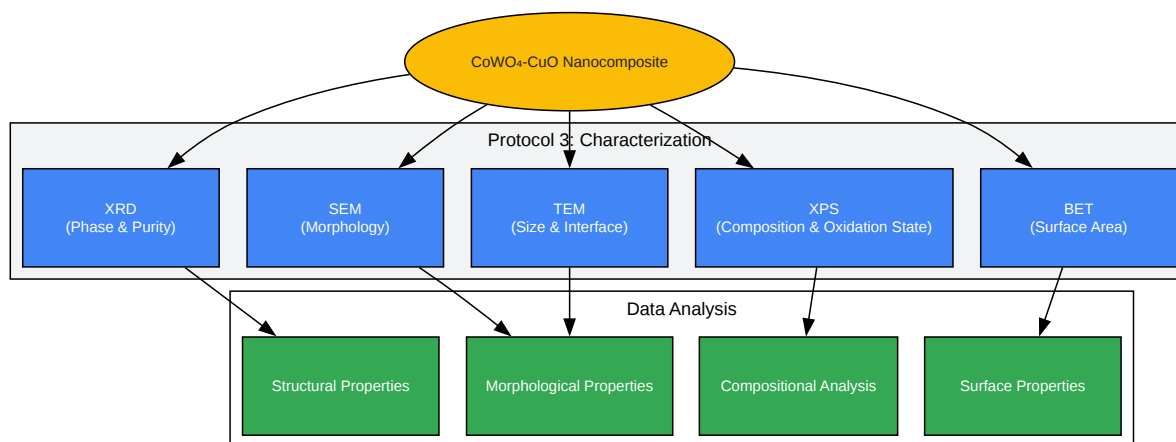 CoWO₄-CuO Nanocomposite
Protocol 3: Characterization
XRD
(Phase & Purity)
SEM
(Morphology)
TEM
(Size & Interface)
XPS
(Composition & Oxidation State)
BET
(Surface Area)
Data Analysis
Structural Properties
Morphological Properties
Compositional Analysis
Surface Properties